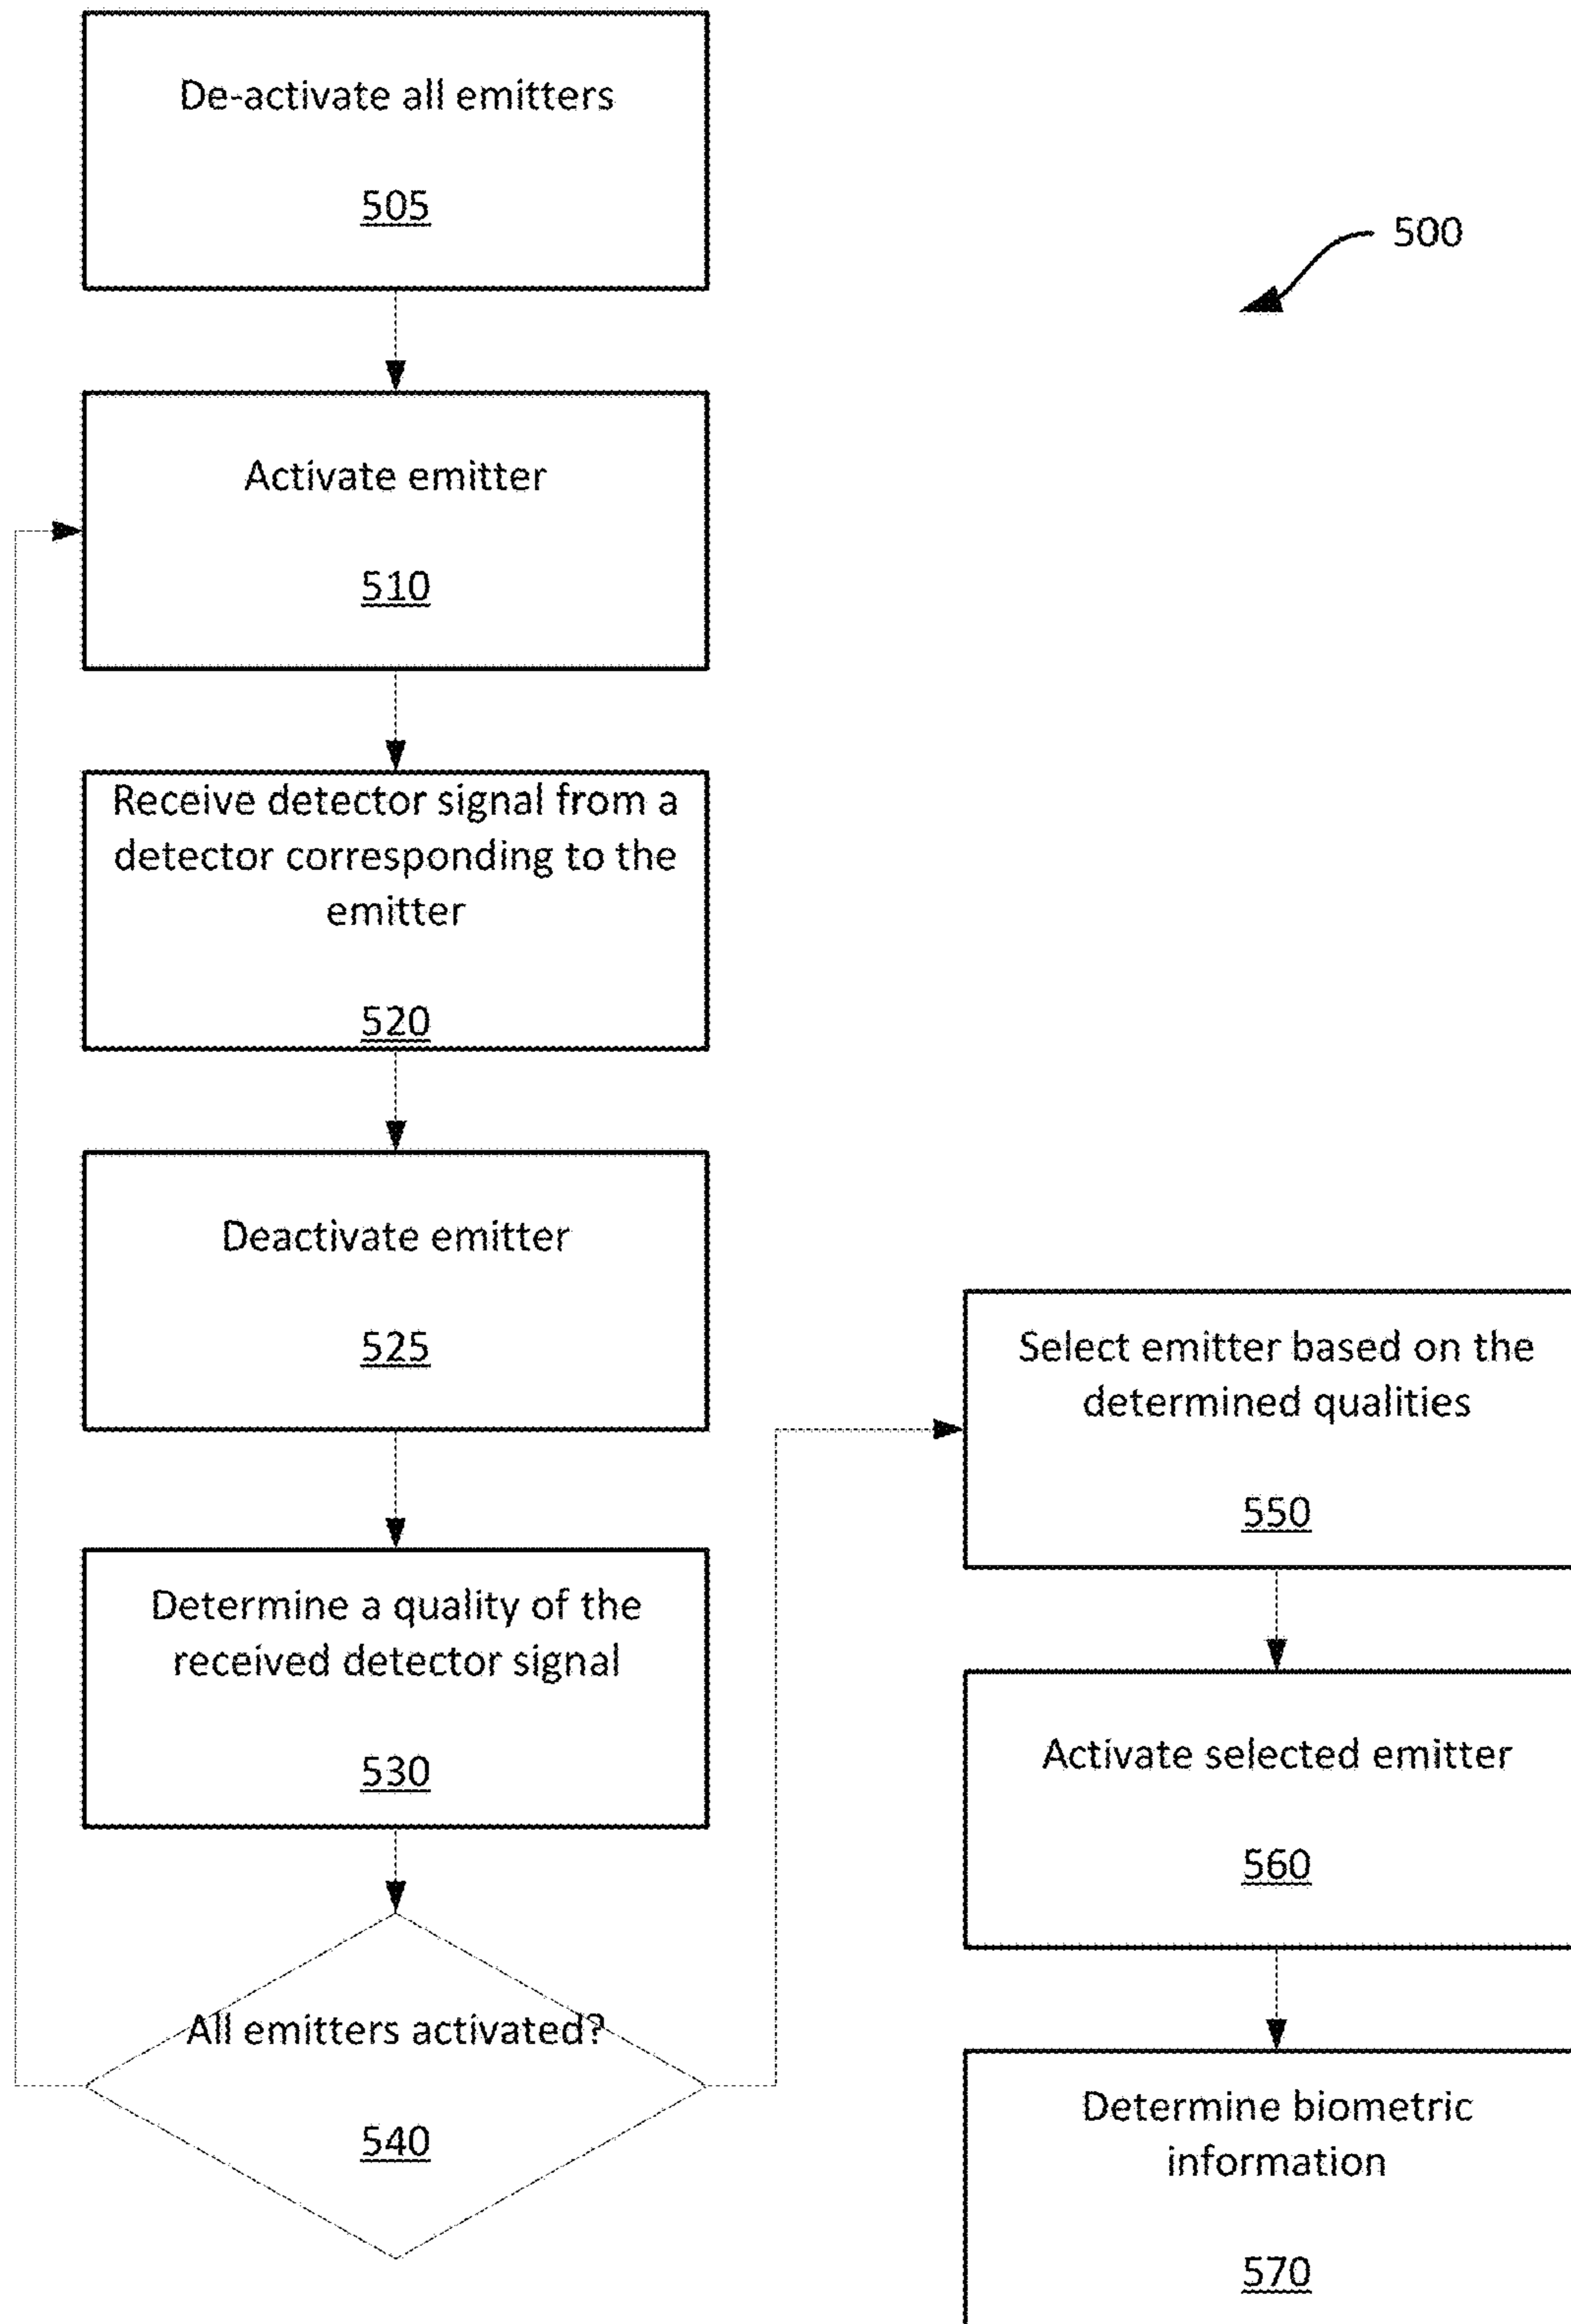 De-activate all emitters
505
500
Activate emitter
510
Receive detector signal from a
detector corresponding to the
emitter
520
Deactivate emitter
525
Determine a quality of the
received detector signal
530
All emitters activated?
540
Select emitter based on the
determined qualities
550
Activate selected emitter
560
Determine biometric
information
570